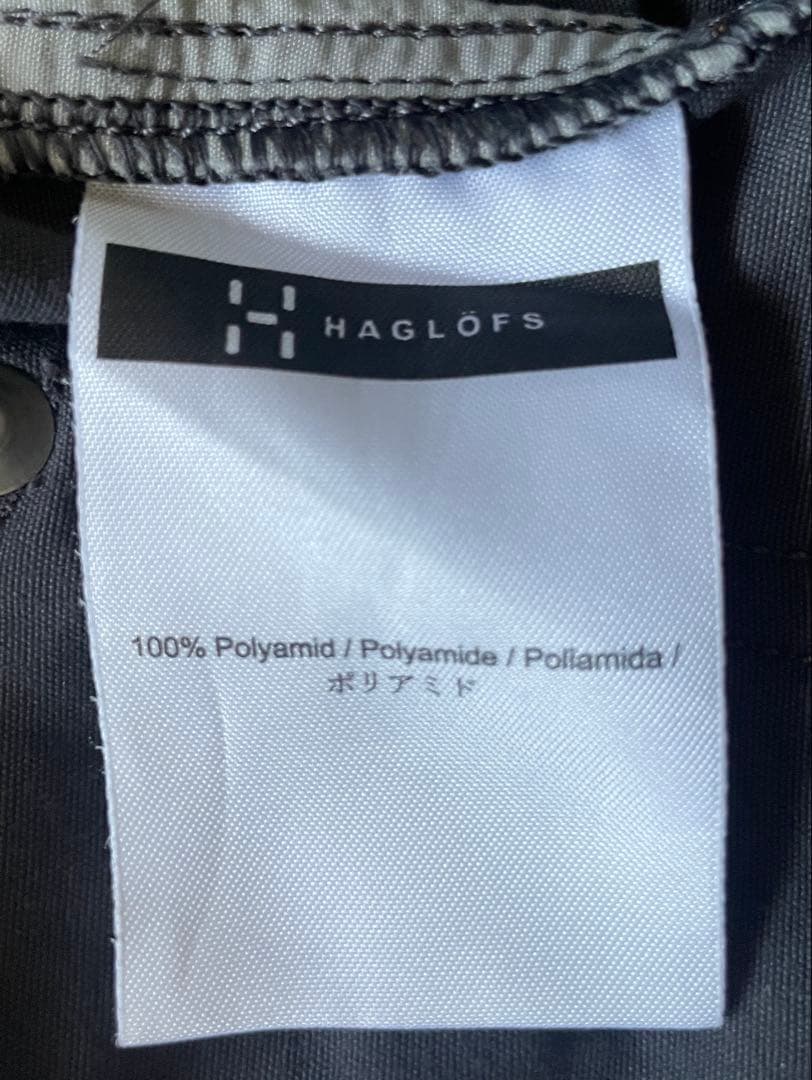 HAGLÖFS
100% Polyamid / Polyamide / Poliamida /
ポリアミド